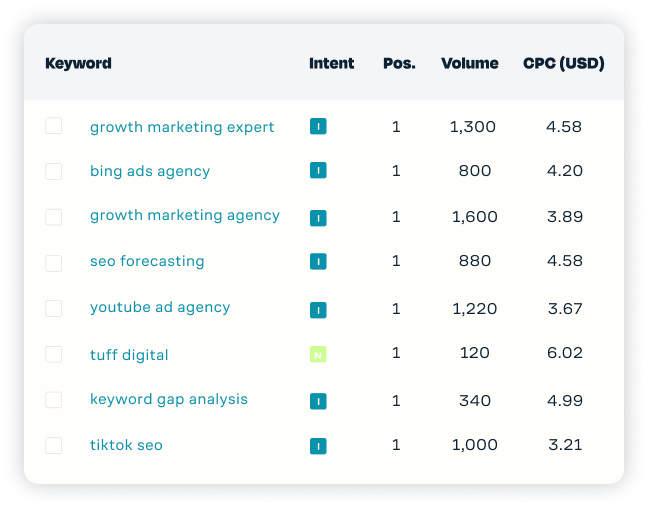 Keyword Intent Pos. Volume CPC (USD)
growth marketing expert I 1 1,300 4.58
bing ads agency I 1 800 4.20
growth marketing agency I 1 1,600 3.89
seo forecasting I 1 880 4.58
youtube ad agency I 1 1,220 3.67
tuff digital N 1 120 6.02
keyword gap analysis I 1 340 4.99
tiktok seo I 1 1,000 3.21